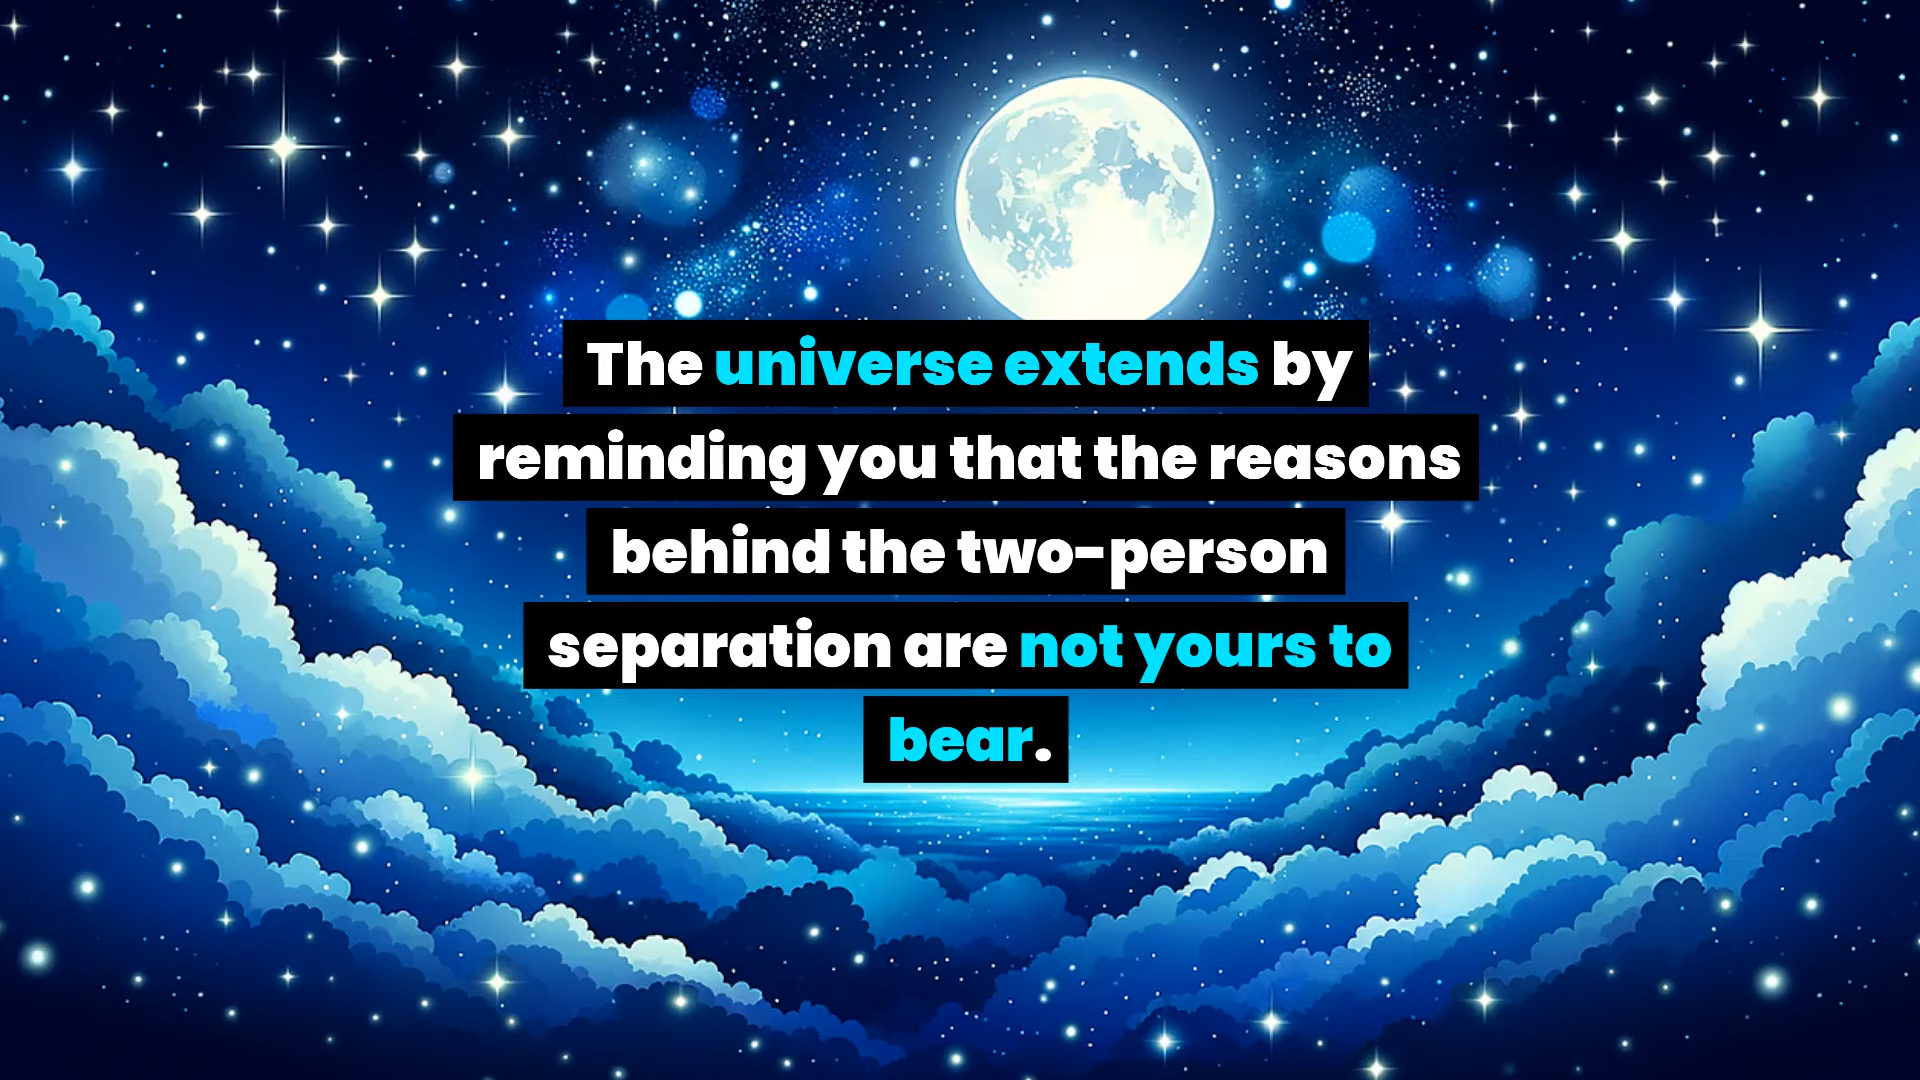 The universe extends by
reminding you that the reasons
behind the two-person
separation are not yours to
bear.